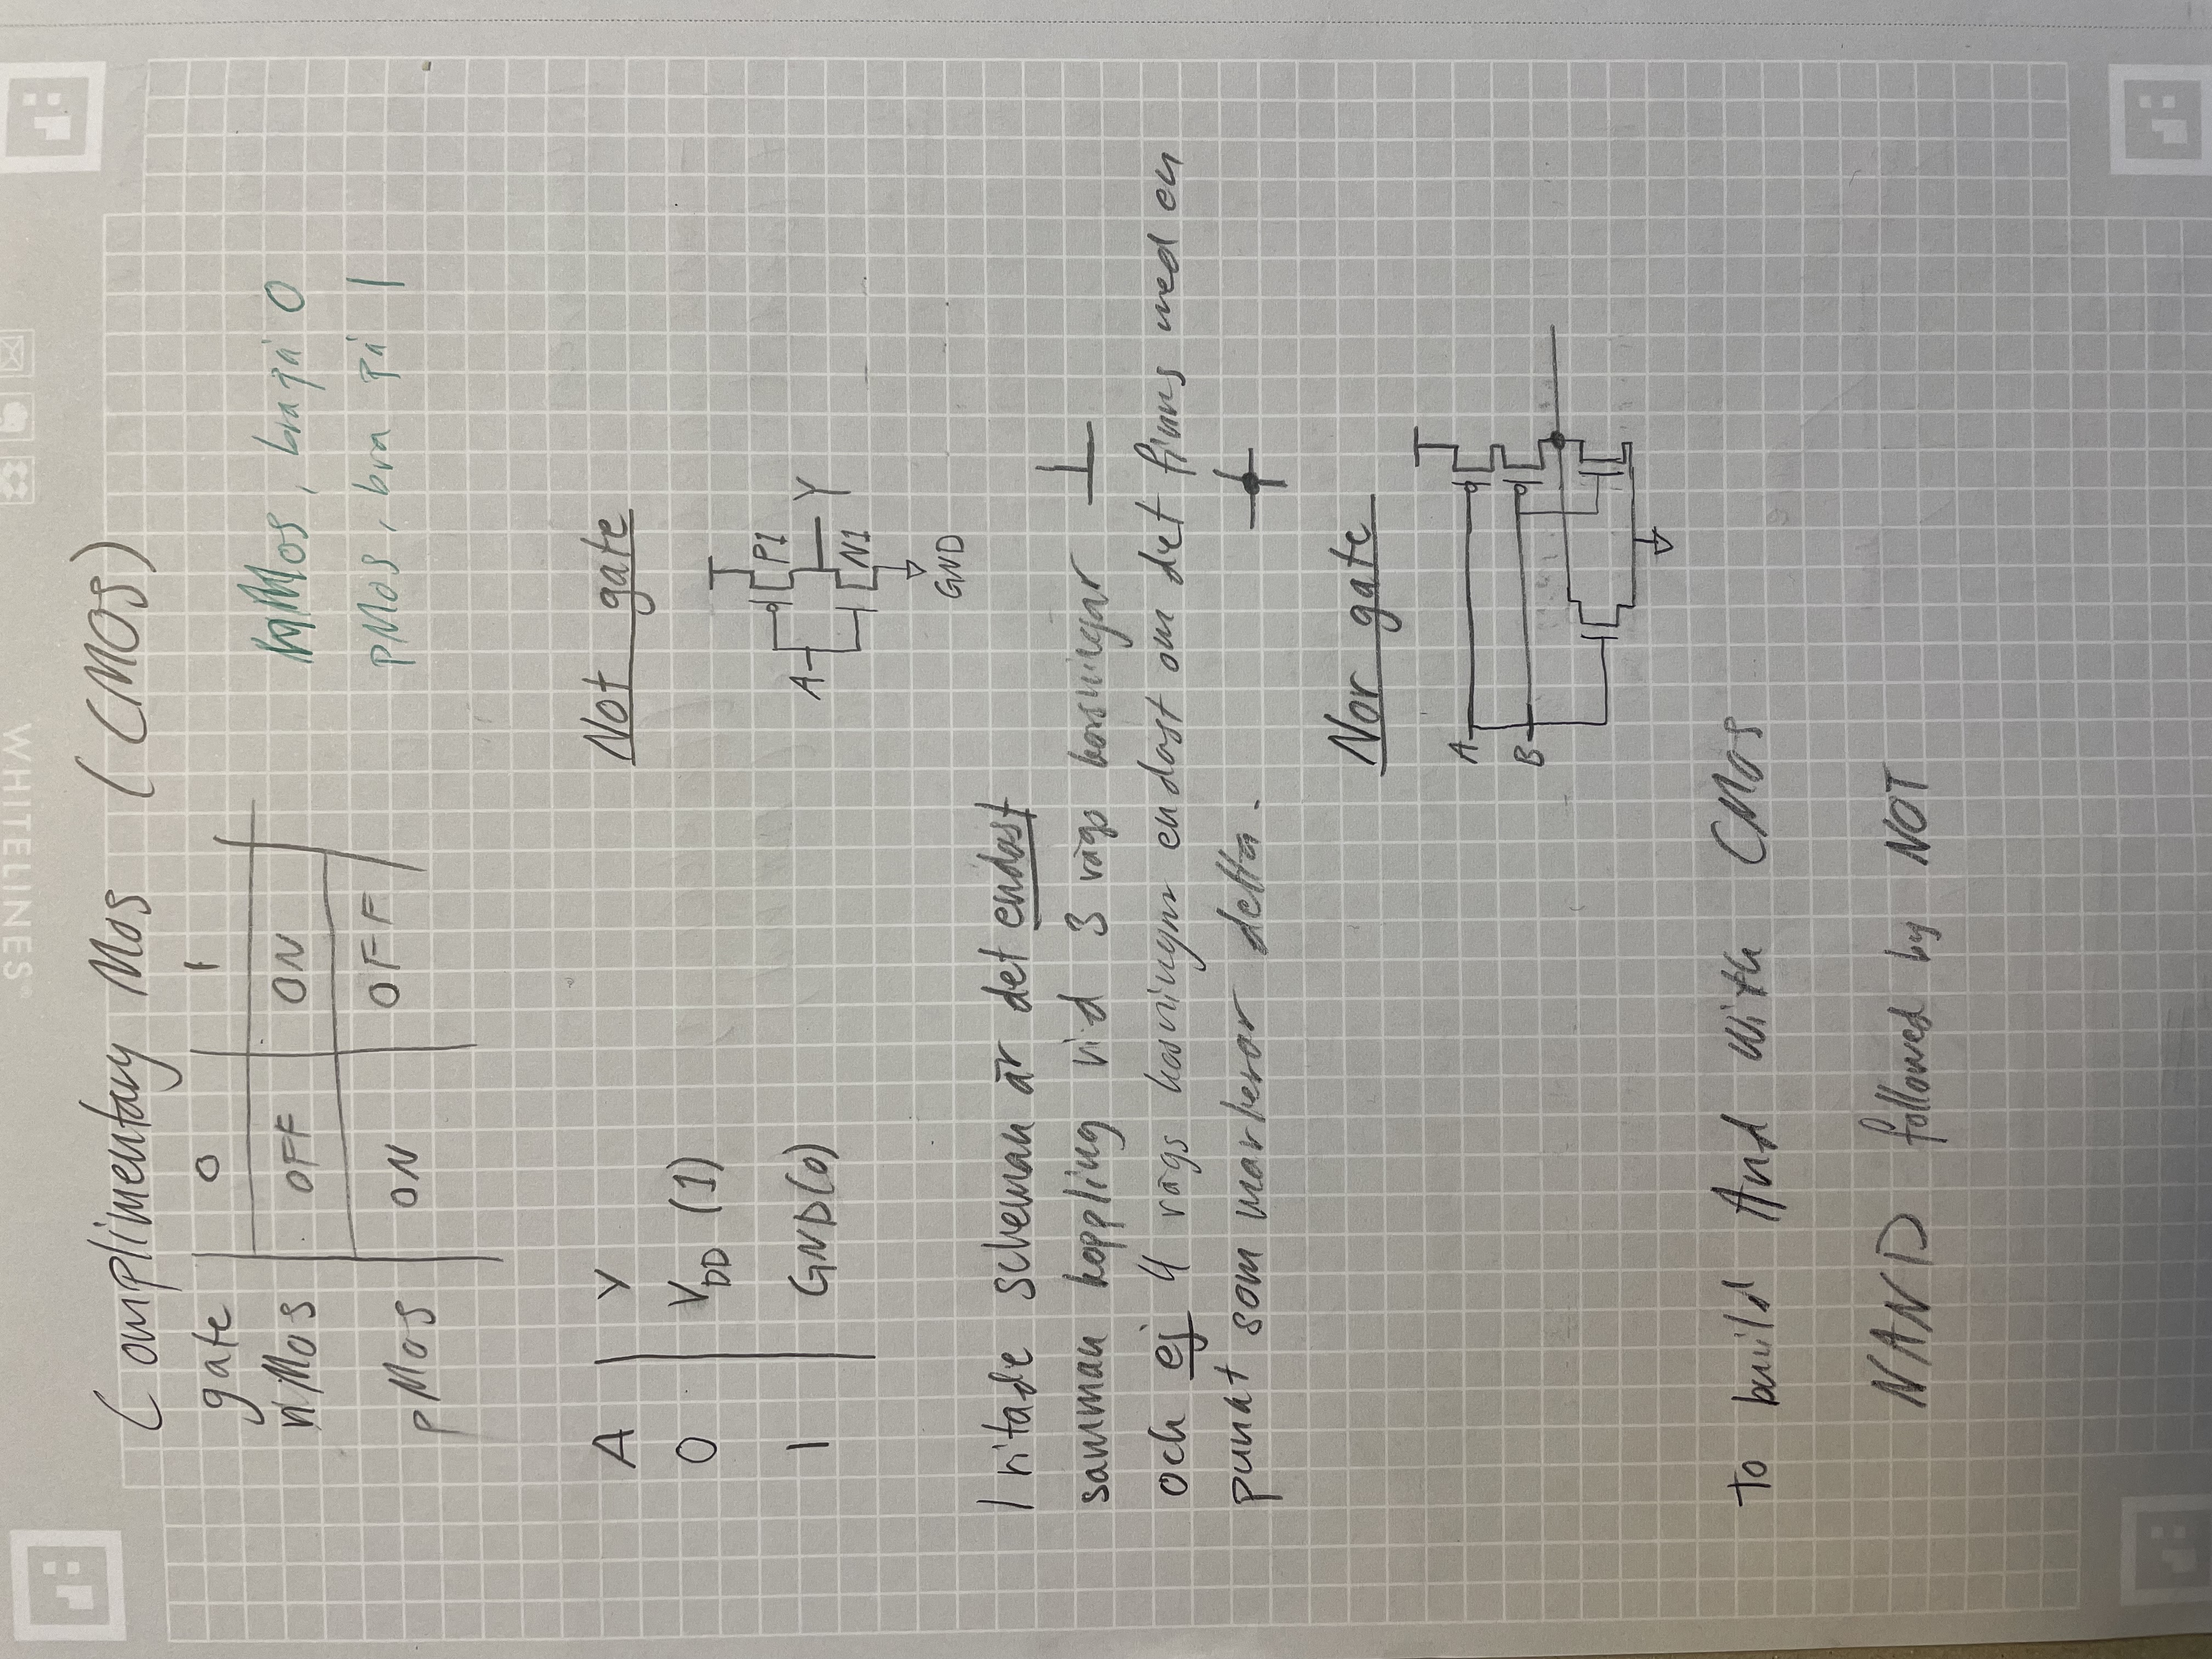 WHITELINES®
Complimentary Mos (CMOS)
gate 0 1
nMos OFF ON
pMos ON OFF
nMos, bra på 0
pMos, bra på 1
A Y
0 VDD (1)
1 GND(0)
Not gate
P1
A Y
N1
GND
I ritade scheman är det endast
samman koppling vid 3 vägs korsningar
och ej 4 vägs korsningar endast om det finns med en
punkt som markerar detta.
Nor gate
A
B
To build And With CMos
NAND followed by NOT